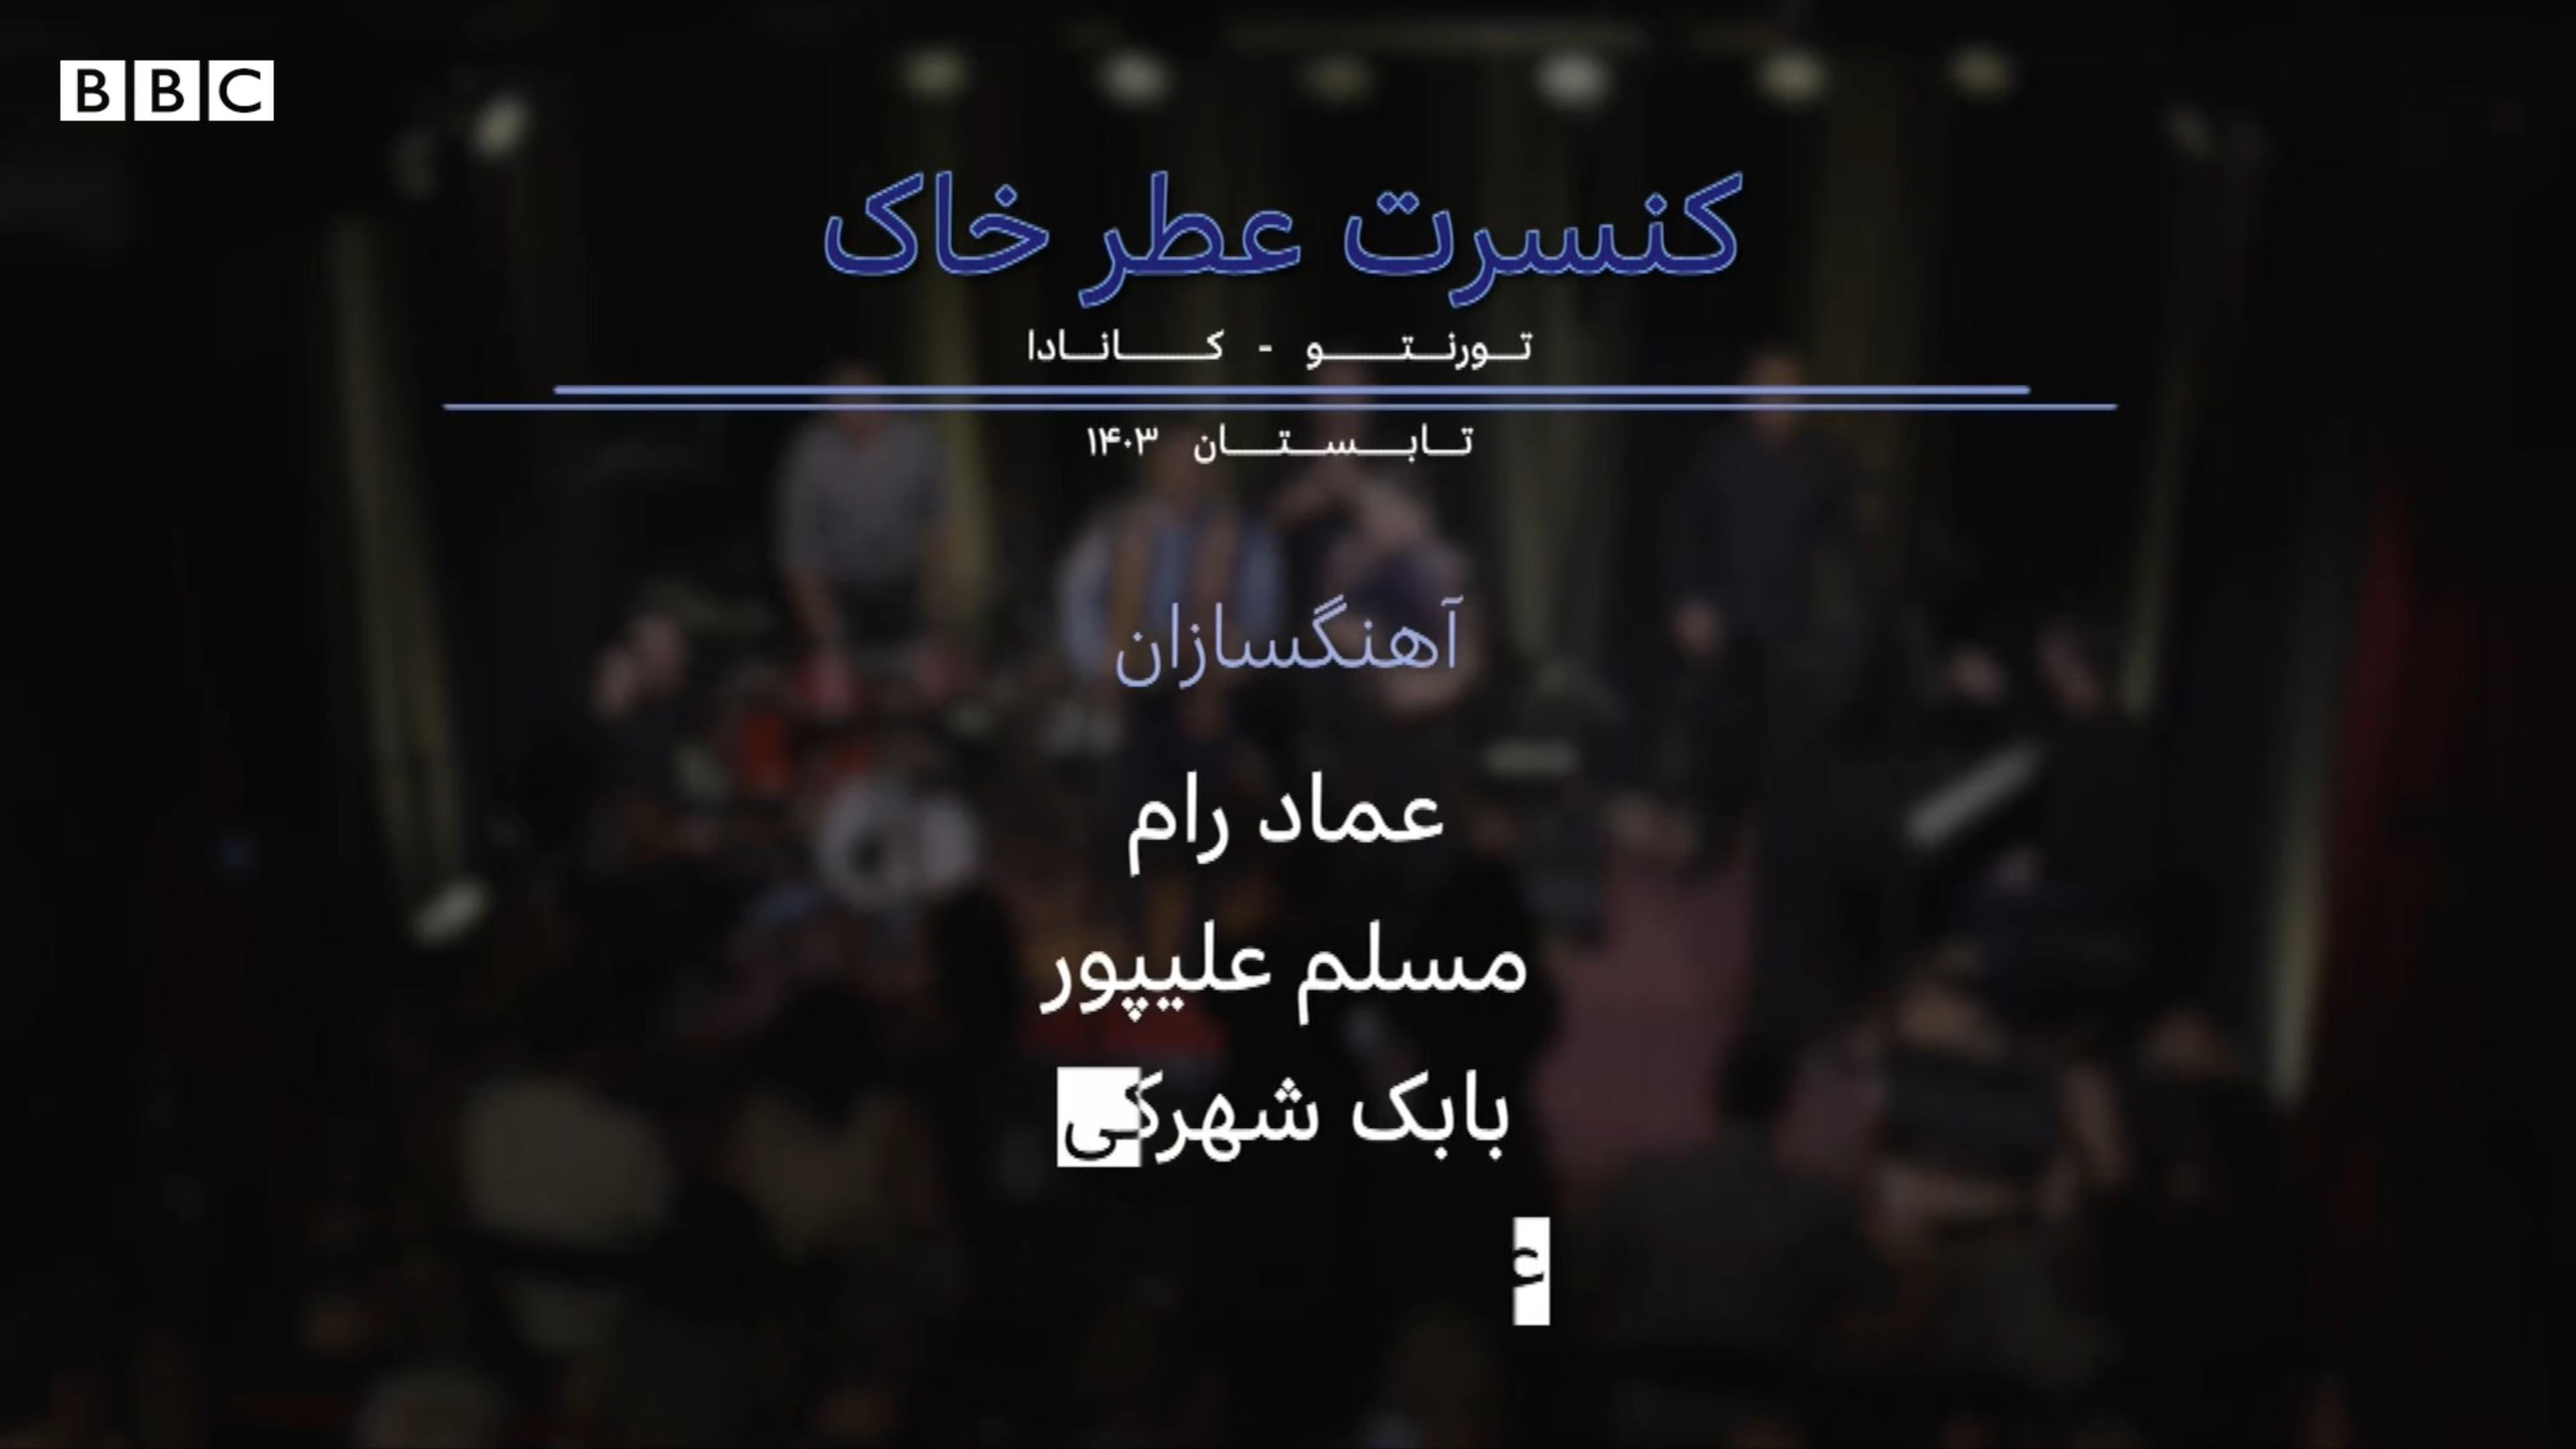 BBC
کنسرت عطر خاک
تورنتو - کانادا
تابستان ۱۴۰۳
آهنگسازان
عماد رام
مسلم علیپور
بابک شهرکی